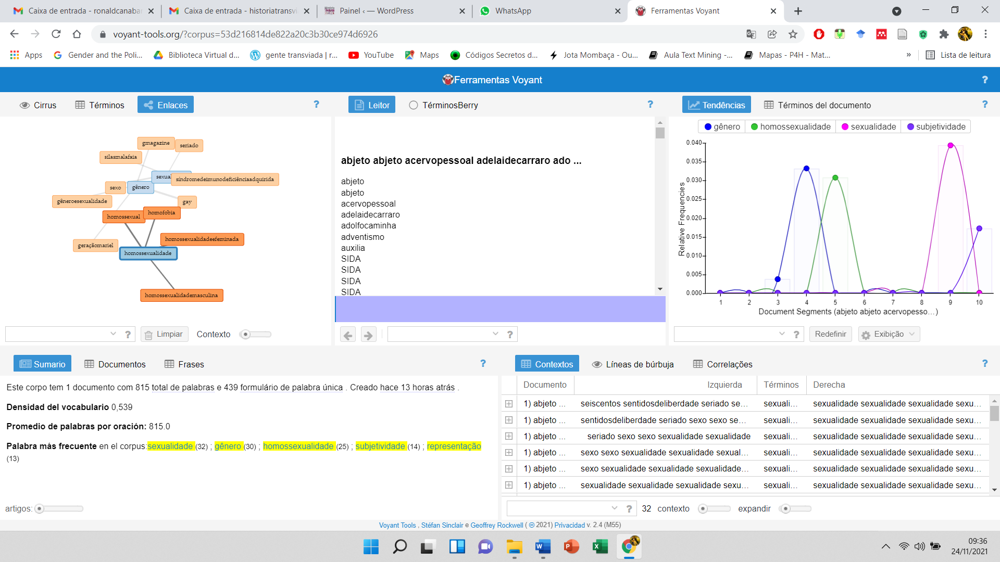 Caixa de entrada - ronaldcanaba
Caixa de entrada - historiatransvi
Painel ‹ — WordPress
WhatsApp
Ferramentas Voyant
voyant-tools.org/?corpus=53d216814de822a20c3b30ce974d6926
Apps
Gender and the Poli...
Biblioteca Virtual d...
gente transviada | r...
YouTube
Maps
Códigos Secretos d...
Jota Mombaça - Ou...
Aula Text Mining -...
Mapas - P4H - Mat...
»
Lista de leitura
Ferramentas Voyant
?
Cirrus
Términos
Enlaces
?
Leitor
TérminosBerry
?
Tendências
Términos del documento
?
gmagazine
seriado
silasmalafaia
sexual
síndromedeimunodeficiênciaadquirida
sexo
gênero
gêneroesexualidade
gay
homossexual
homofobia
homossexualidadeefeminada
geraçãomariel
homossexualidade
homossexualidademasculina
? Limpiar Contexto
abjeto abjeto acervopessoal adelaidecarraro ado ...
abjeto
abjeto
acervopessoal
adelaidecarraro
adolfocaminha
adventismo
auxilia
SIDA
SIDA
SIDA
SIDA
?
gênero homossexualidade sexualidade subjetividade
Relative Frequencies
0.040
0.035
0.030
0.025
0.020
0.015
0.010
0.005
0.000
1 2 3 4 5 6 7 8 9 10
Document Segments (abjeto abjeto acervopesso...)
? Redefinir Exibição
Sumario
Documentos
Frases
?
Este corpo tem 1 documento com 815 total de palabras e 439 formulário de palabra única . Creado hace 13 horas atrás .
Densidad del vocabulario 0,539
Promedio de palabras por oración: 815.0
Palabra más frecuente en el corpus:sexualidade (32) ; gênero (30) ; homossexualidade (25) ; subjetividade (14) ; representação
(13)
artigos:
Contextos
Líneas de búrbuja
Correlações
?
Documento Izquierda Términos Derecha
1) abjeto ... seiscentos sentidosdeliberdade seriado se... sexuali... sexualidade sexualidade sexualidade sexu...
1) abjeto ... sentidosdeliberdade seriado sexo sexo se... sexuali... sexualidade sexualidade sexualidade sexu...
1) abjeto ... seriado sexo sexo sexualidade sexualidade sexuali... sexualidade sexualidade sexualidade sexu...
1) abjeto ... sexo sexo sexualidade sexualidade sexual... sexuali... sexualidade sexualidade sexualidade sexu...
1) abjeto ... sexo sexualidade sexualidade sexualidade... sexuali... sexualidade sexualidade sexualidade sexu...
1) abjeto ... sexualidade sexualidade sexualidade sexu... sexuali... sexualidade sexualidade sexualidade sexu...
? 32 contexto expandir
Voyant Tools , Stéfan Sinclair e Geoffrey Rockwell ( 2021) Privacidad v. 2.4 (M55)
09:36
24/11/2021